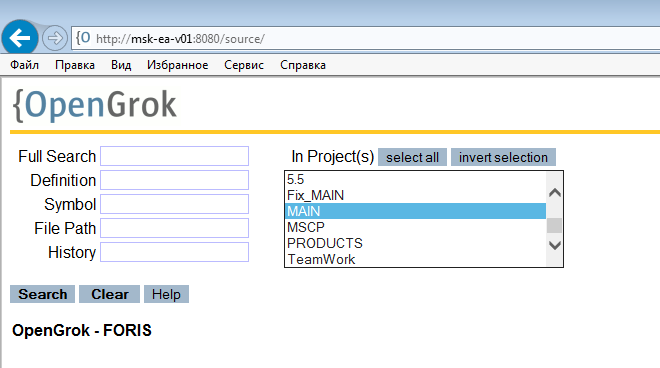 {O http://msk-ea-v01:8080/source/
Файл Правка Вид Избранное Сервис Справка
{OpenGrok
Full Search
Definition
Symbol
File Path
History
In Project(s) select all invert selection
5.5
Fix_MAIN
MAIN
MSCP
PRODUCTS
TeamWork
Search Clear Help
OpenGrok - FORIS